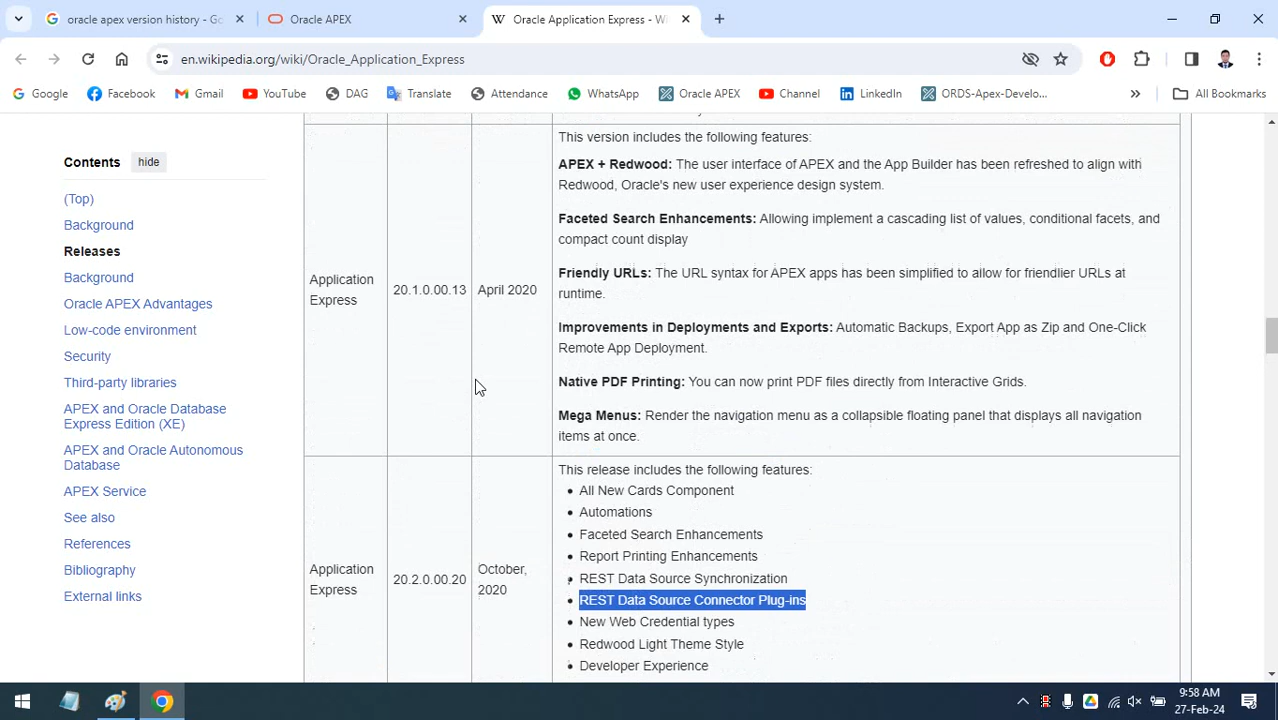 oracle apex version history - Go
Oracle APEX
Oracle Application Express - Wi
en.wikipedia.org/wiki/Oracle_Application_Express
Google Facebook Gmail YouTube DAG Translate Attendance WhatsApp Oracle APEX Channel LinkedIn ORDS-Apex-Develo... » All Bookmarks
Contents hide
(Top)
Background
Releases
Background
Oracle APEX Advantages
Low-code environment
Security
Third-party libraries
APEX and Oracle Database
Express Edition (XE)
APEX and Oracle Autonomous
Database
APEX Service
See also
References
Bibliography
External links
Application
Express
20.1.0.00.13
April 2020
This version includes the following features:
APEX + Redwood: The user interface of APEX and the App Builder has been refreshed to align with
Redwood, Oracle's new user experience design system.
Faceted Search Enhancements: Allowing implement a cascading list of values, conditional facets, and
compact count display
Friendly URLs: The URL syntax for APEX apps has been simplified to allow for friendlier URLs at
runtime.
Improvements in Deployments and Exports: Automatic Backups, Export App as Zip and One-Click
Remote App Deployment.
Native PDF Printing: You can now print PDF files directly from Interactive Grids.
Mega Menus: Render the navigation menu as a collapsible floating panel that displays all navigation
items at once.
Application
Express
20.2.0.00.20
October,
2020
This release includes the following features:
• All New Cards Component
• Automations
• Faceted Search Enhancements
• Report Printing Enhancements
• REST Data Source Synchronization
• REST Data Source Connector Plug-ins
• New Web Credential types
• Redwood Light Theme Style
• Developer Experience
9:58 AM
27-Feb-24